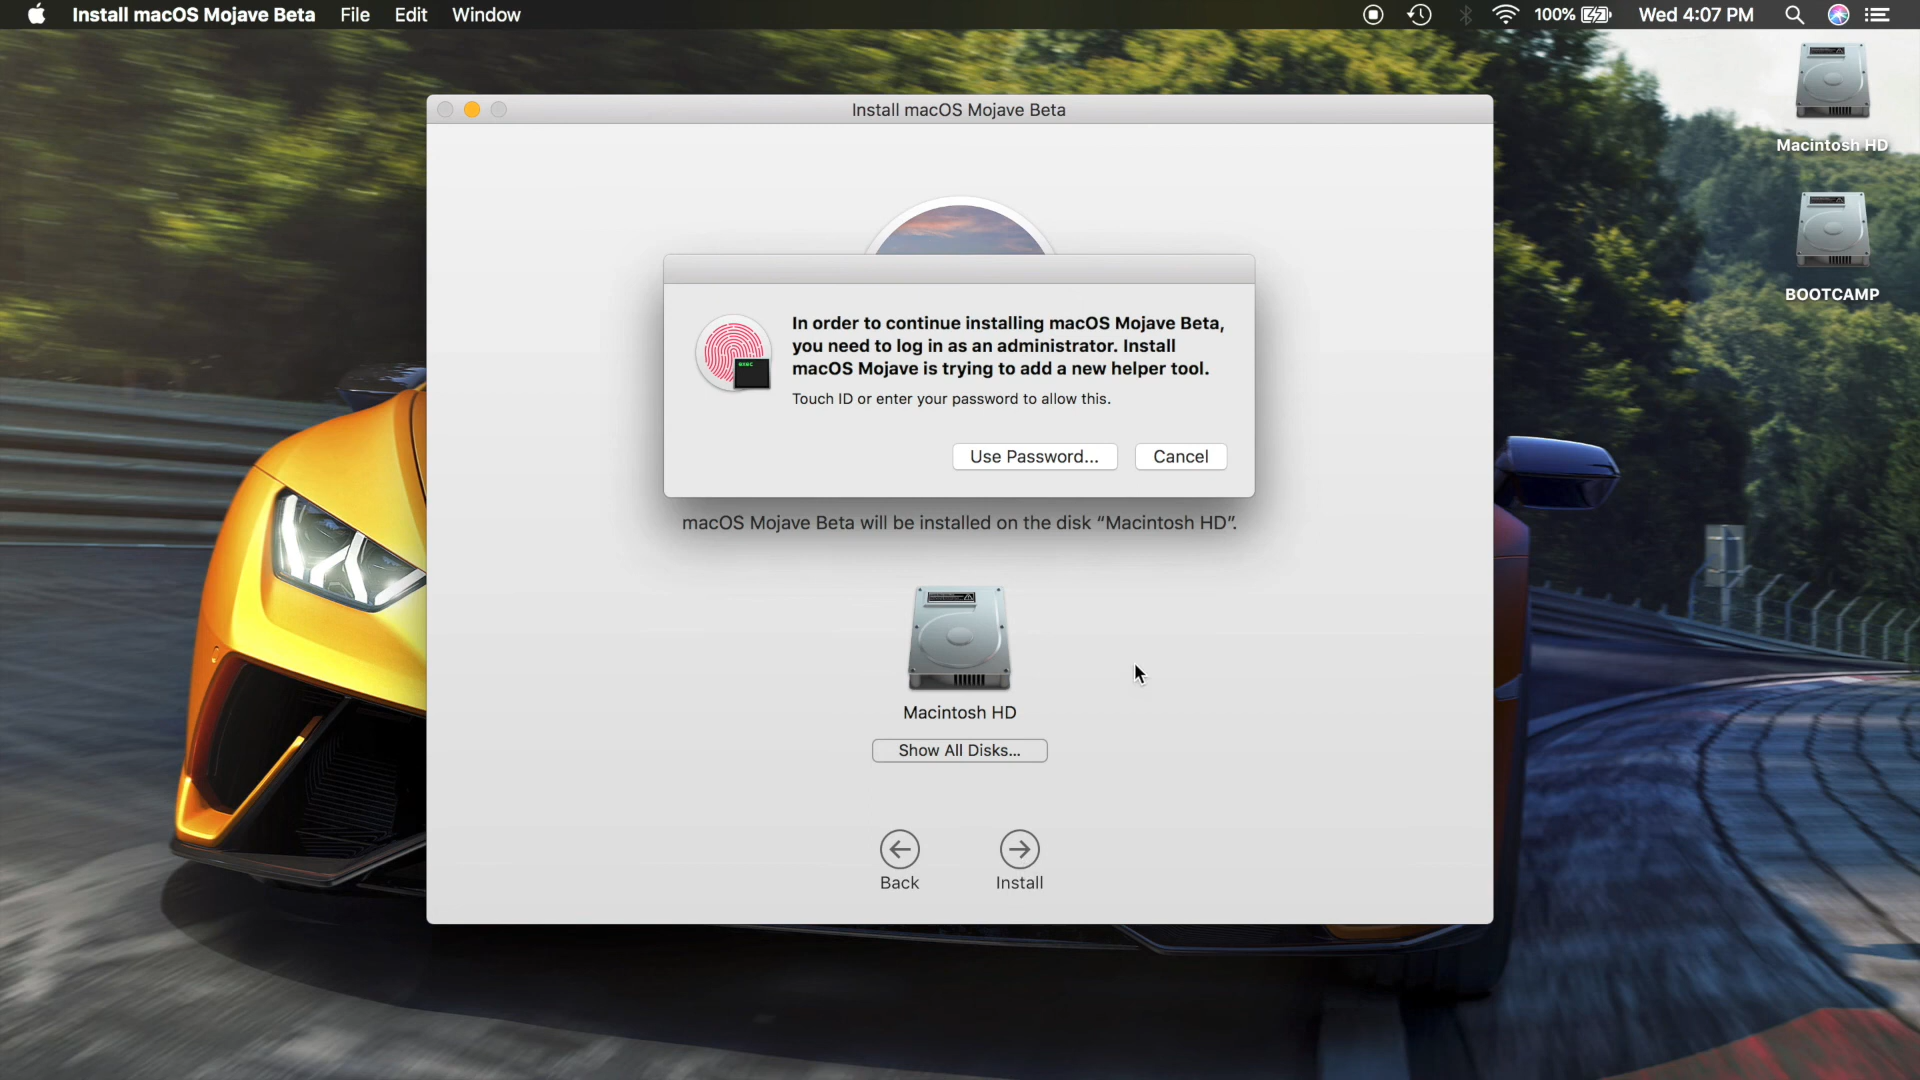 Install macOS Mojave Beta File Edit Window 100% Wed 4:07 PM
Macintosh HD
BOOTCAMP
Install macOS Mojave Beta
In order to continue installing macOS Mojave Beta,
you need to log in as an administrator. Install
macOS Mojave is trying to add a new helper tool.
exec
Touch ID or enter your password to allow this.
Use Password... Cancel
macOS Mojave Beta will be installed on the disk “Macintosh HD”.
Macintosh HD
Show All Disks...
Back Install